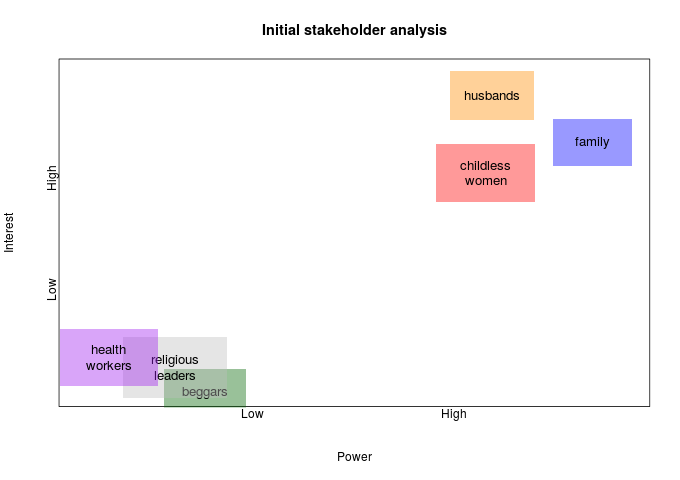 Initial stakeholder analysis
husbands
family
childless
women
High
Interest
Low
health
workers
religious
leaders
beggars
Low
High
Power